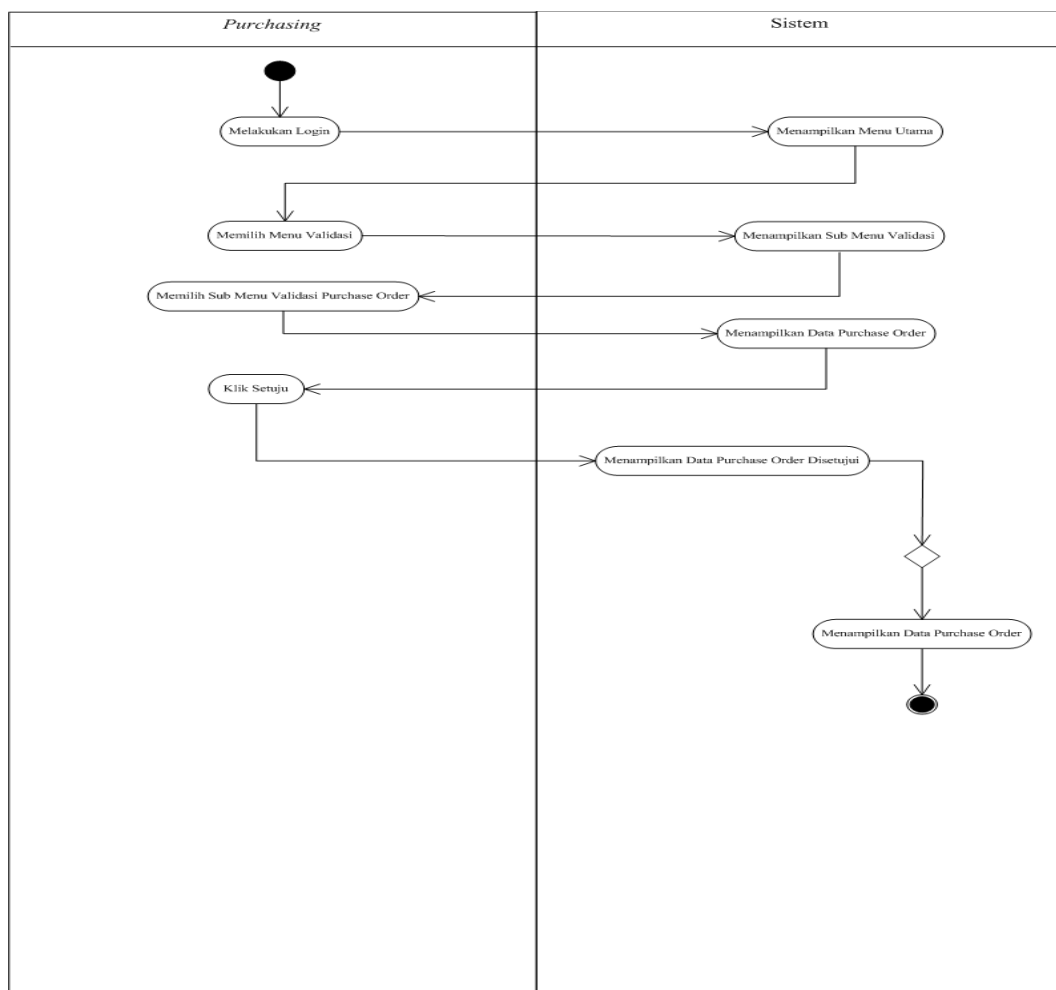 Purchasing
Sistem
Melakukan Login
Menampilkan Menu Utama
Memilih Menu Validasi
Menampilkan Sub Menu Validasi
Memilih Sub Menu Validasi Purchase Order
Menampilkan Data Purchase Order
Klik Setuju
Menampilkan Data Purchase Order Disetujui
Menampilkan Data Purchase Order